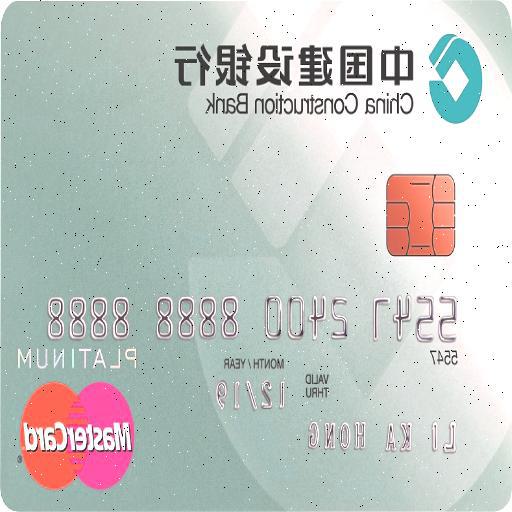 中国建设银行
China Construction Bank
5547 2400 8888 8888
5547
PLATINUM
MONTH / YEAR
VALID THRU 12/19
LI KA HONG
MasterCard
®